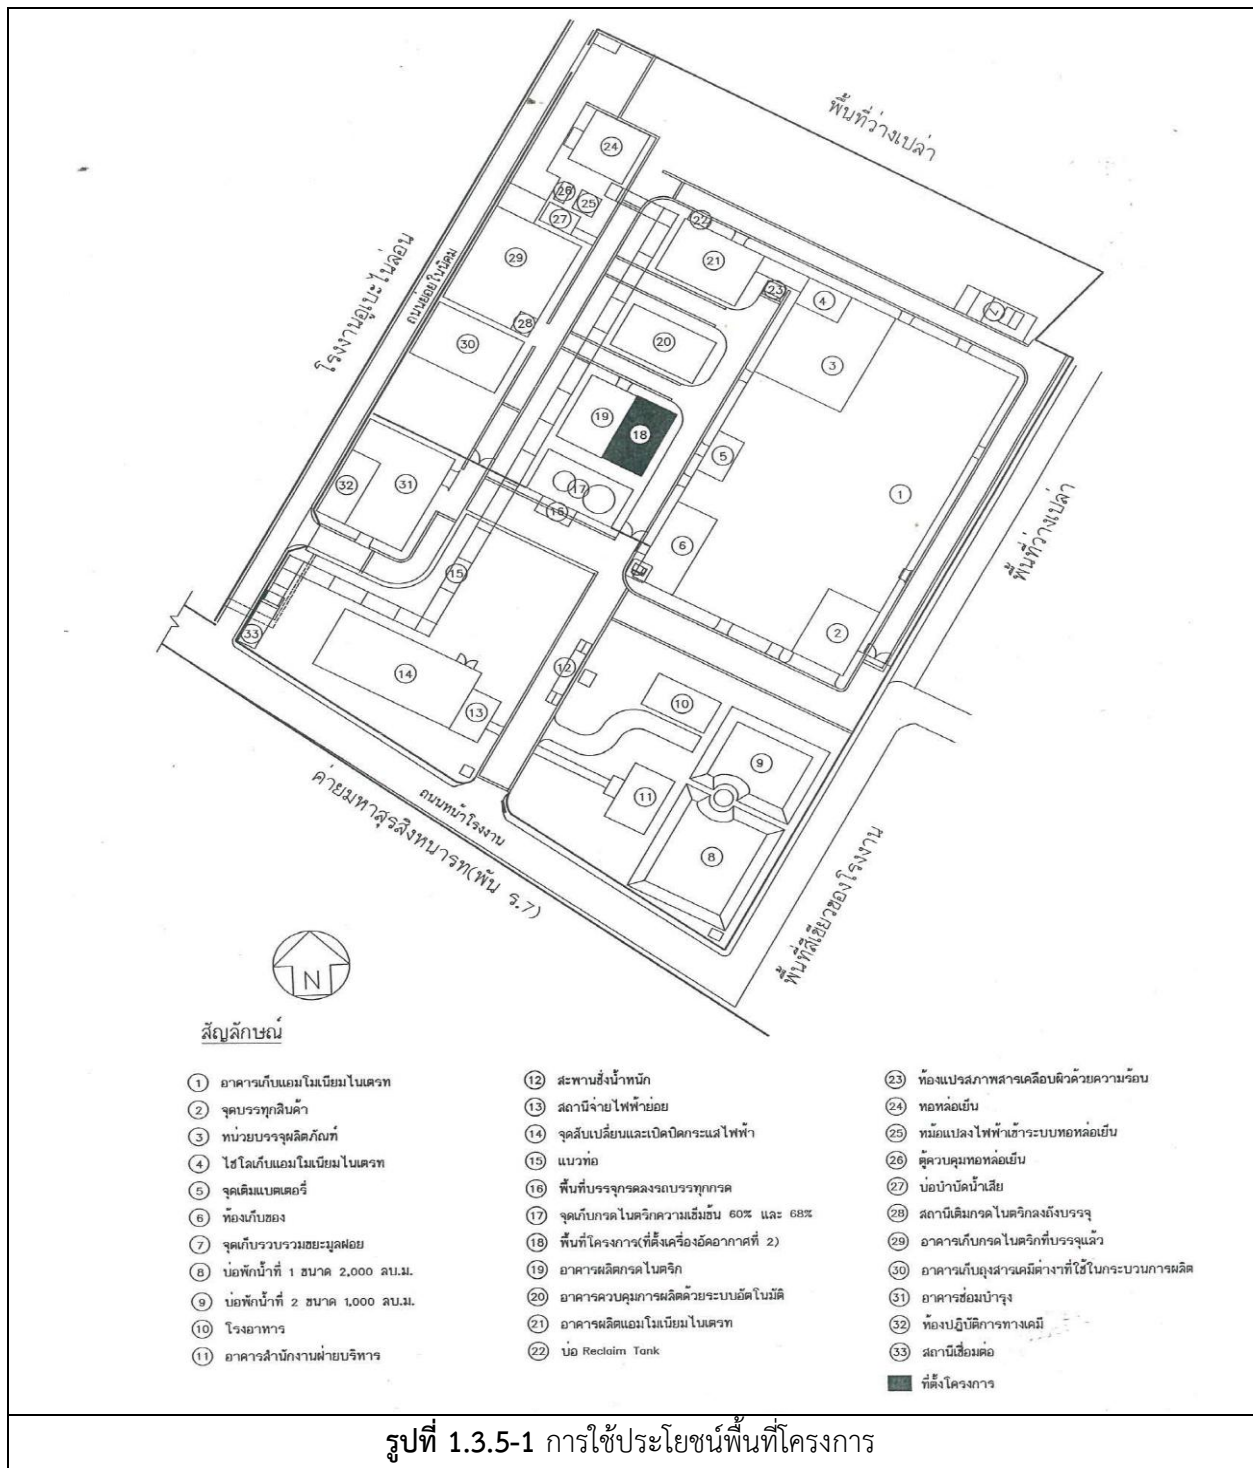 พื้นที่ว่างเปล่า
โรงงานอูเบะไนล่อน
ถนนย่อยในนิคม
24
26
25
27
22
21
29
23
4
7
28
20
30
3
19
18
5
32
31
17
1
16
6
15
พื้นที่ว่างเปล่า
33
2
12
14
10
13
9
11
8
ถนนหน้าโรงงาน
ค่ายมหาสุรสิงหนารท(พัน ร.7)
พื้นที่สีเขียวของโรงงาน
N
สัญลักษณ์
1 อาคารเก็บแอมโมเนียมไนเตรท
2 จุดบรรทุกสินค้า
3 หน่วยบรรจุผลิตภัณฑ์
4 ไซโลเก็บแอมโมเนียมไนเตรท
5 จุดเติมแบตเตอรี่
6 ห้องเก็บของ
7 จุดเก็บรวบรวมขยะมูลฝอย
8 บ่อพักน้ำที่ 1 ขนาด 2,000 ลบ.ม.
9 บ่อพักน้ำที่ 2 ขนาด 1,000 ลบ.ม.
10 โรงอาหาร
11 อาคารสำนักงานฝ่ายบริหาร
12 สะพานชั่งน้ำหนัก
13 สถานีจ่ายไฟฟ้าย่อย
14 จุดสับเปลี่ยนและเปิดปิดกระแสไฟฟ้า
15 แนวท่อ
16 พื้นที่บรรจุกรดลงรถบรรทุกกรด
17 จุดเก็บกรดไนตริกความเข้มข้น 60% และ 68%
18 พื้นที่โครงการ(ที่ตั้งเครื่องอัดอากาศที่ 2)
19 อาคารผลิตกรดไนตริก
20 อาคารควบคุมการผลิตด้วยระบบอัตโนมัติ
21 อาคารผลิตแอมโมเนียมไนเตรท
22 บ่อ Reclaim Tank
23 ห้องแปรสภาพสารเคลือบผิวด้วยความร้อน
24 หอหล่อเย็น
25 หม้อแปลงไฟฟ้าเข้าระบบหอหล่อเย็น
26 ตู้ควบคุมหอหล่อเย็น
27 บ่อบำบัดน้ำเสีย
28 สถานีเติมกรดไนตริกลงถังบรรจุ
29 อาคารเก็บกรดไนตริกที่บรรจุแล้ว
30 อาคารเก็บถุงสารเคมีต่างๆที่ใช้ในกระบวนการผลิต
31 อาคารซ่อมบำรุง
32 ห้องปฏิบัติการทางเคมี
33 สถานีเชื่อมต่อ
ที่ตั้งโครงการ
รูปที่ 1.3.5-1 การใช้ประโยชน์พื้นที่โครงการ